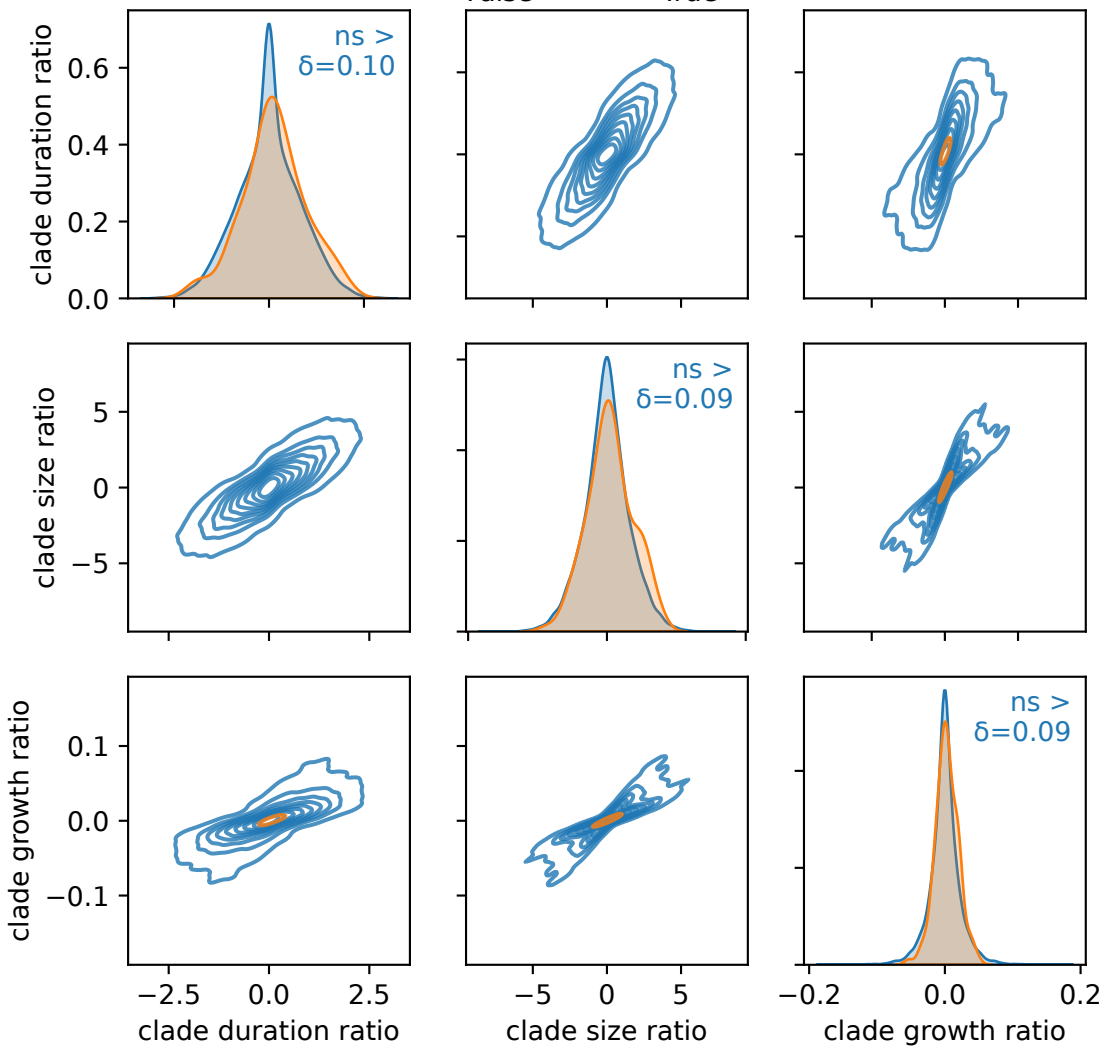 clade duration ratio
0.6
0.4
0.2
0.0
ns >
δ=0.10
clade size ratio
5
0
−5
ns >
δ=0.09
clade growth ratio
0.1
0.0
−0.1
ns >
δ=0.09
−2.5 0.0 2.5
−5 0 5
−0.2 0.0 0.2
clade duration ratio
clade size ratio
clade growth ratio